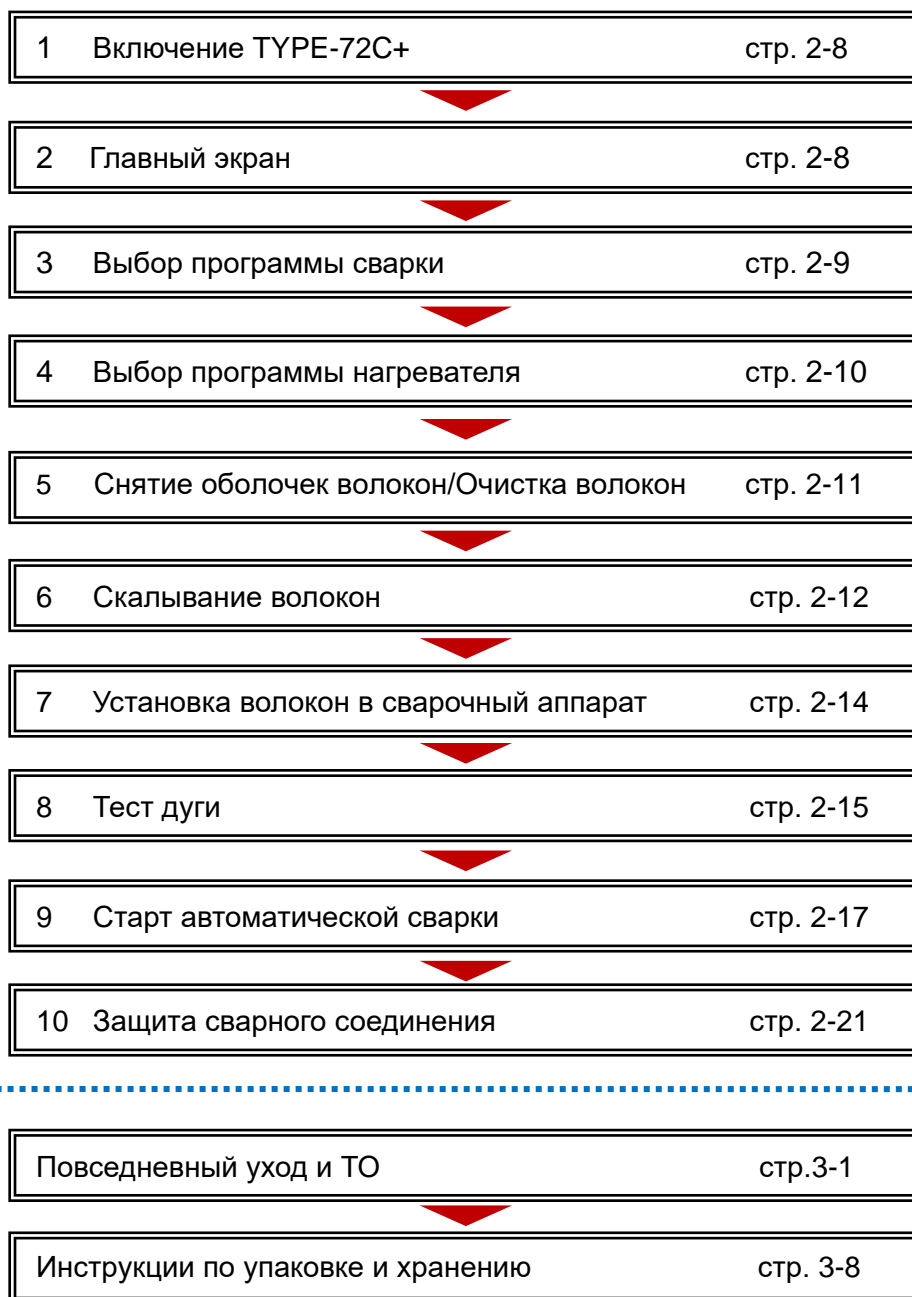 1 Включение TYPE-72C+ стр. 2-8
2 Главный экран стр. 2-8
3 Выбор программы сварки стр. 2-9
4 Выбор программы нагревателя стр. 2-10
5 Снятие оболочек волокон/Очистка волокон стр. 2-11
6 Скалывание волокон стр. 2-12
7 Установка волокон в сварочный аппарат стр. 2-14
8 Тест дуги стр. 2-15
9 Старт автоматической сварки стр. 2-17
10 Защита сварного соединения стр. 2-21
Повседневный уход и ТО стр.3-1
Инструкции по упаковке и хранению стр. 3-8